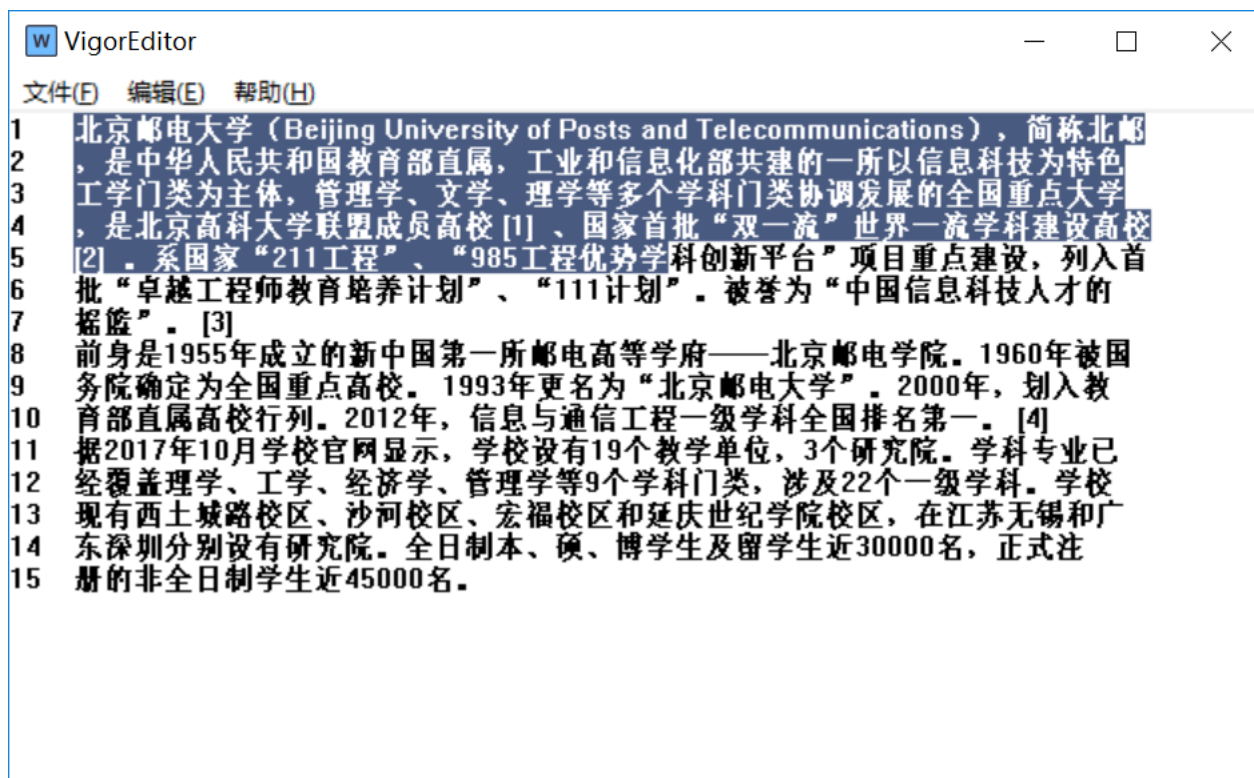 VigorEditor
文件(F) 编辑(E) 帮助(H)
1 北京邮电大学（Beijing University of Posts and Telecommunications），简称北邮
2 ，是中华人民共和国教育部直属，工业和信息化部共建的一所以信息科技为特色
3 工学门类为主体，管理学、文学、理学等多个学科门类协调发展的全国重点大学
4 ，是北京高科大学联盟成员高校 [1] 、国家首批“双一流”世界一流学科建设高校
5 [2] 。系国家“211工程”、“985工程优势学科创新平台”项目重点建设，列入首
6 批“卓越工程师教育培养计划”、“111计划”。被誉为“中国信息科技人才的
7 摇篮”。 [3]
8 前身是1955年成立的新中国第一所邮电高等学府——北京邮电学院。1960年被国
9 务院确定为全国重点高校。 1993年更名为“北京邮电大学”。2000年，划入教
10 育部直属高校行列。2012年，信息与通信工程一级学科全国排名第一。 [4]
11 据2017年10月学校官网显示，学校设有19个教学单位，3个研究院。学科专业已
12 经覆盖理学、工学、经济学、管理学等9个学科门类，涉及22个一级学科。学校
13 现有西土城路校区、沙河校区、宏福校区和延庆世纪学院校区，在江苏无锡和广
14 东深圳分别设有研究院。全日制本、硕、博学生及留学生近30000名，正式注
15 册的非全日制学生近45000名。